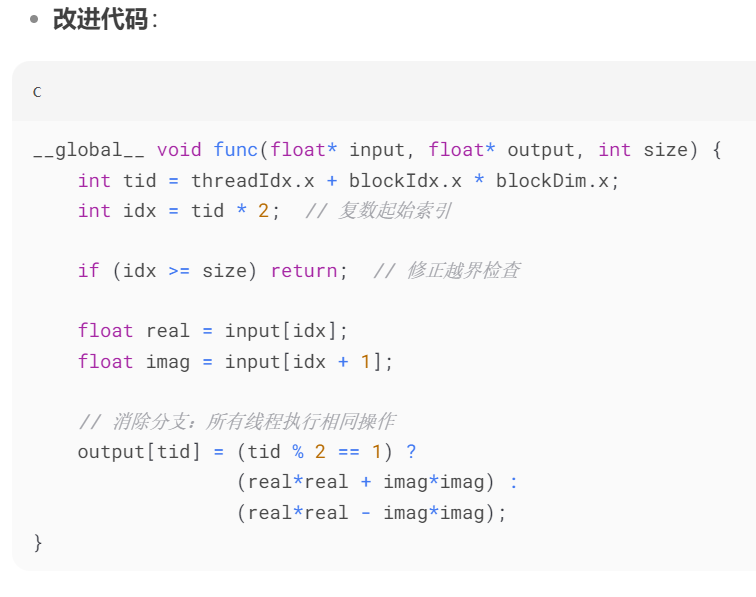 改进代码：
c
__global__ void func(float* input, float* output, int size) {
    int tid = threadIdx.x + blockIdx.x * blockDim.x;
    int idx = tid * 2;  // 复数起始索引
    if (idx >= size) return;  // 修正越界检查
    float real = input[idx];
    float imag = input[idx + 1];
    // 消除分支：所有线程执行相同操作
    output[tid] = (tid % 2 == 1) ?
                  (real*real + imag*imag) :
                  (real*real - imag*imag);
}